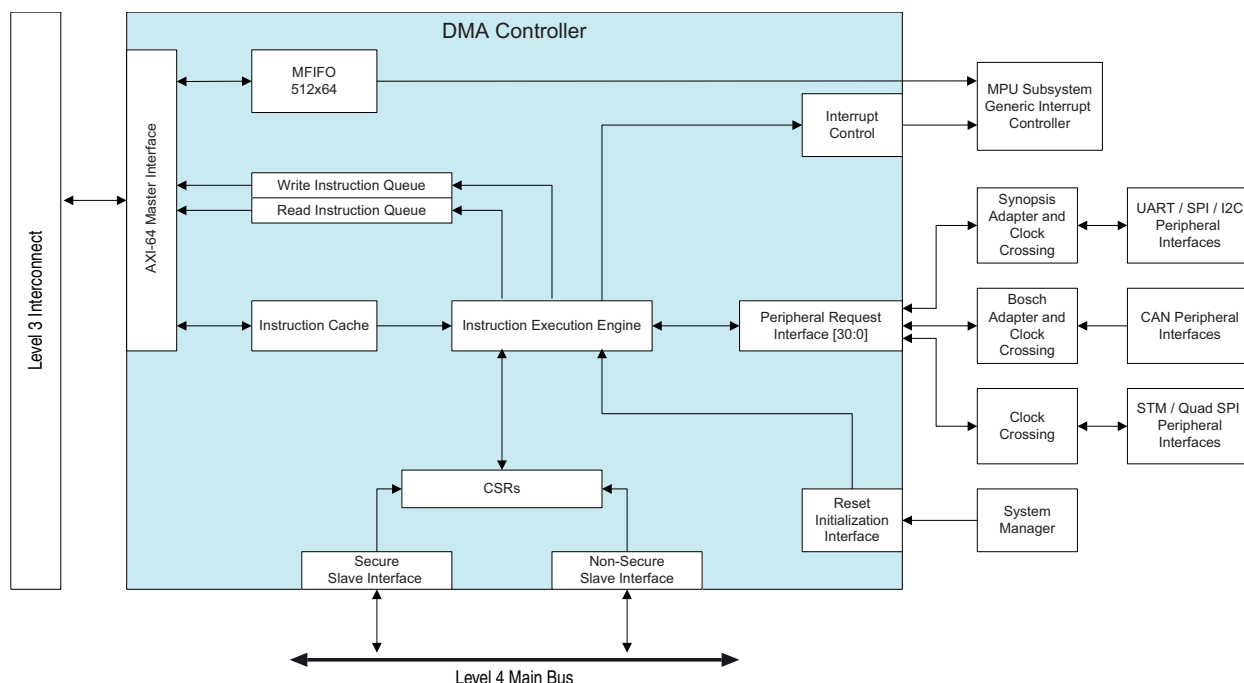 DMA Controller
MFIFO
512x64
MPU Subsystem
Generic Interrupt
Controller
Interrupt
Control
AXI-64 Master Interface
Level 3 Interconnect
Write Instruction Queue
Read Instruction Queue
Synopsis
Adapter and
Clock
Crossing
UART / SPI / I2C
Peripheral
Interfaces
Instruction Cache
Instruction Execution Engine
Peripheral Request
Interface [30:0]
Bosch
Adapter and
Clock
Crossing
CAN Peripheral
Interfaces
Clock
Crossing
STM / Quad SPI
Peripheral
Interfaces
CSRs
Reset
Initialization
Interface
System
Manager
Secure
Slave Interface
Non-Secure
Slave Interface
Level 4 Main Bus